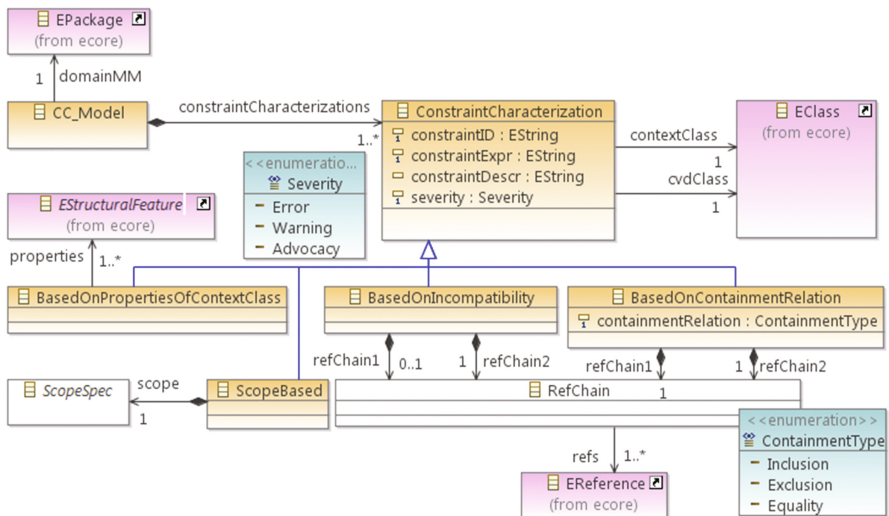 EPackage
(from ecore)
1
domainMM
CC_Model
constraintCharacterizations
1..*
ConstraintCharacterization
constraintID : EString
constraintExpr : EString
constraintDescr : EString
severity : Severity
contextClass
1
cvdClass
1
EClass
(from ecore)
<<enumeratio...
Severity
Error
Warning
Advocacy
EStructuralFeature
(from ecore)
properties
1..*
BasedOnPropertiesOfContextClass
BasedOnIncompatibility
BasedOnContainmentRelation
containmentRelation : ContainmentType
refChain1
0..1
1
refChain2
refChain1
1
1
refChain2
ScopeSpec
scope
1
ScopeBased
RefChain
refs
1..*
EReference
(from ecore)
<<enumeration>>
ContainmentType
Inclusion
Exclusion
Equality